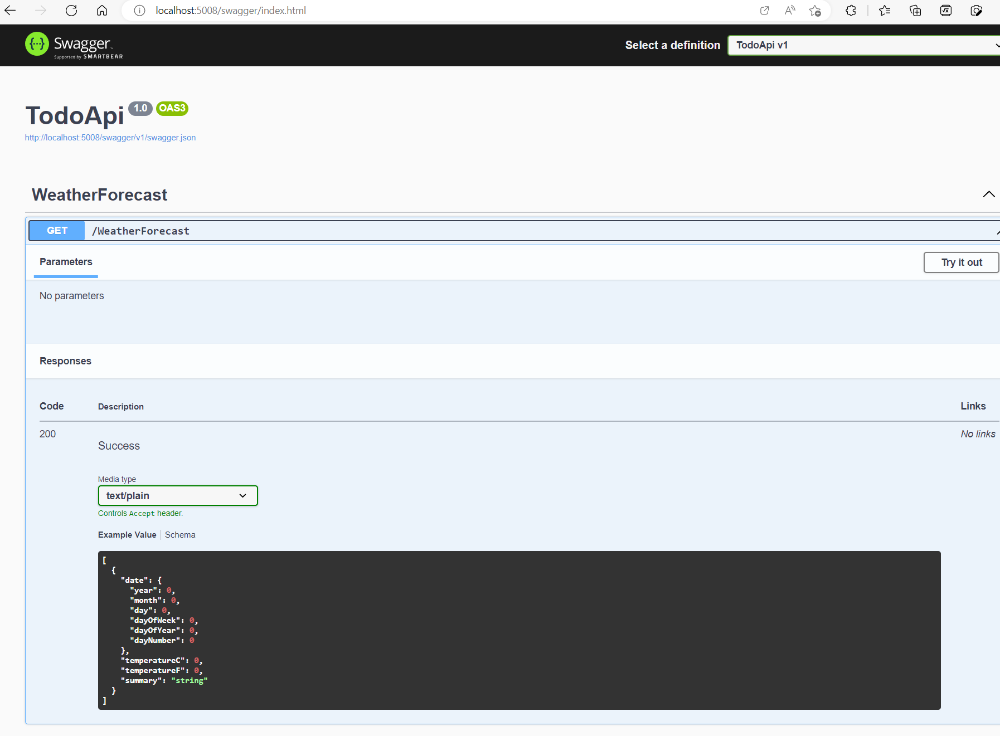 localhost:5008/swagger/index.html
{···} Swagger.
Supported by SMARTBEAR
Select a definition TodoApi v1
TodoApi 1.0 OAS3
http://localhost:5008/swagger/v1/swagger.json
WeatherForecast
GET /WeatherForecast
Parameters Try it out
No parameters
Responses
Code Description Links
200 No links
Success
Media type
text/plain
Controls Accept header.
Example Value Schema
[
  {
    "date": {
      "year": 0,
      "month": 0,
      "day": 0,
      "dayOfWeek": 0,
      "dayOfYear": 0,
      "dayNumber": 0
    },
    "temperatureC": 0,
    "temperatureF": 0,
    "summary": "string"
  }
]